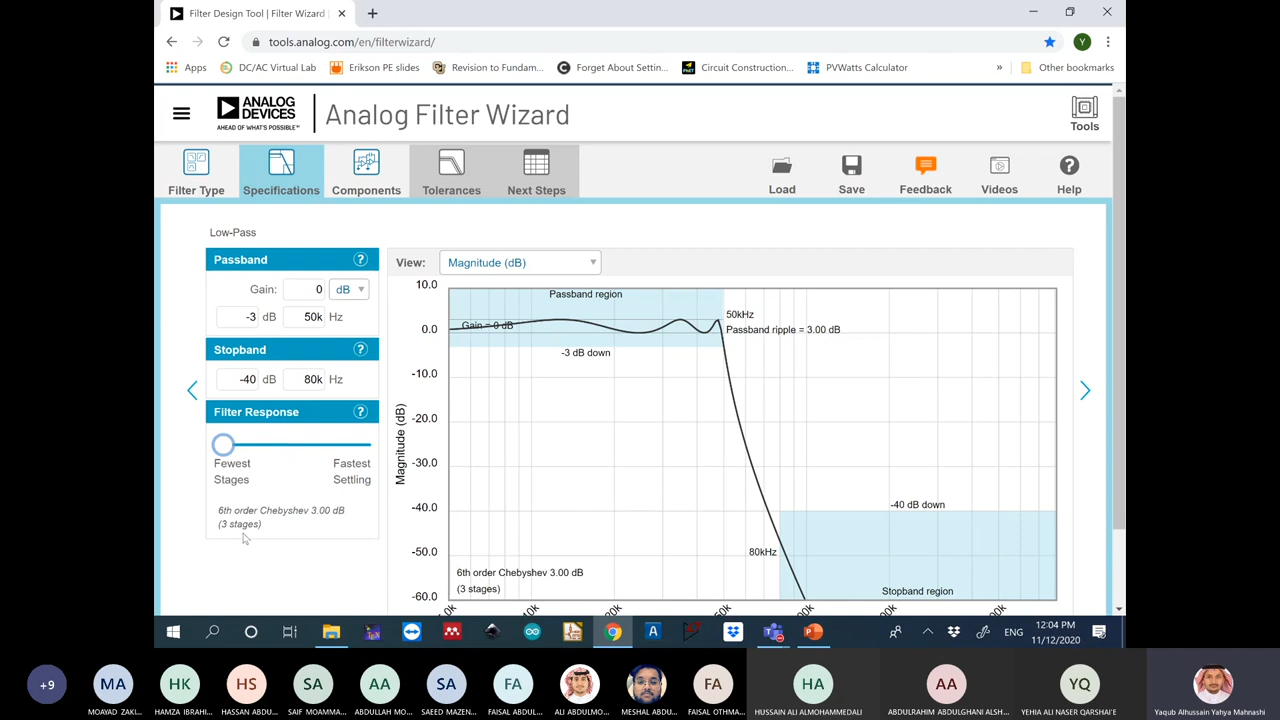 Filter Design Tool | Filter Wizard
tools.analog.com/en/filterwizard/
Y
Apps
DC/AC Virtual Lab
Erikson PE slides
Revision to Fundam...
Forget About Settin...
Circuit Construction...
PVWatts Calculator
»
Other bookmarks
ANALOG
DEVICES
AHEAD OF WHAT'S POSSIBLE™
Analog Filter Wizard
Tools
Filter Type
Specifications
Components
Tolerances
Next Steps
Load
Save
Feedback
Videos
Help
Low-Pass
Passband ?
Gain: 0 dB
-3 dB 50k Hz
Stopband ?
-40 dB 80k Hz
Filter Response ?
Fewest
Stages
Fastest
Settling
6th order Chebyshev 3.00 dB
(3 stages)
View: Magnitude (dB)
Magnitude (dB)
10.0
0.0
-10.0
-20.0
-30.0
-40.0
-50.0
-60.0
Passband region
Gain = 0 dB
-3 dB down
50kHz
Passband ripple = 3.00 dB
-40 dB down
80kHz
Stopband region
6th order Chebyshev 3.00 dB
(3 stages)
ENG
12:04 PM
11/12/2020
+9
MA
MOAYAD ZAKI...
HK
HAMZA IBRAHI...
HS
HASSAN ABDU...
SA
SAIF MOAMMA...
AA
ABDULLAH MO...
SA
SAEED MAZEN...
FA
FAISAL ABDUL...
ALI ABDULMO...
MESHAL ABDU...
FA
FAISAL OTHMA...
HA
HUSSAIN ALI ALMOHAMMEDALI
AA
ABDULRAHIM ABDULGHANI ALSH...
YQ
YEHIA ALI NASER QARSHA'E
Yaqub Alhussain Yahya Mahnashi